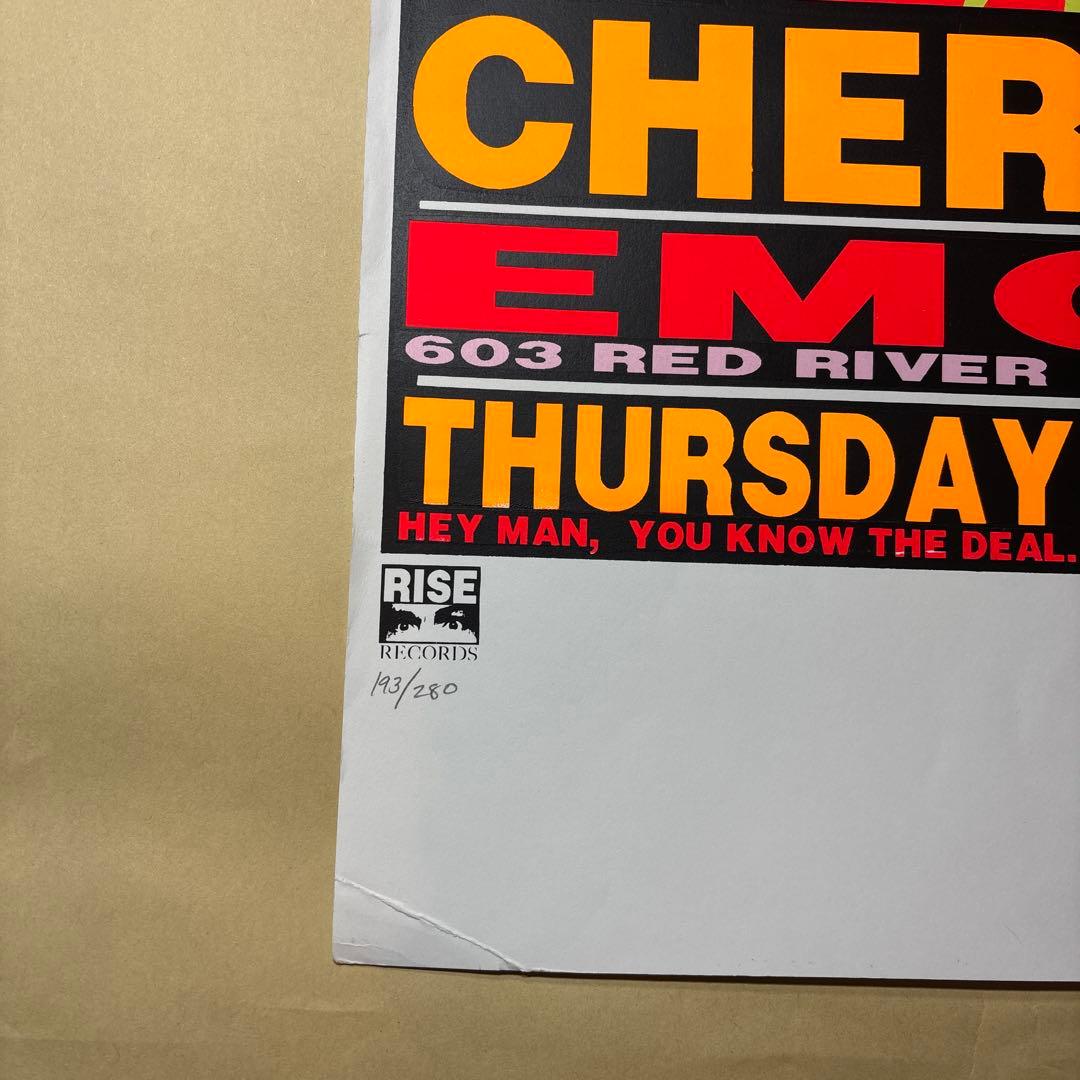 CHER
EMO
603 RED RIVER
THURSDAY
HEY MAN, YOU KNOW THE DEAL.
RISE
RECORDS
193/280